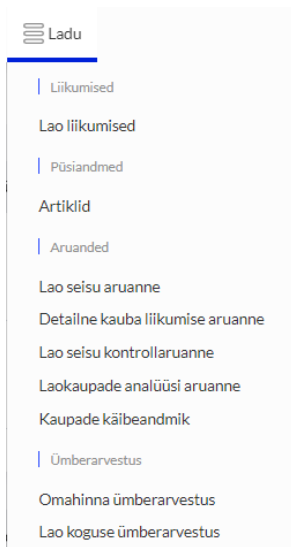 Ladu
Liikumised
Lao liikumised
Püsiandmed
Artiklid
Aruanded
Lao seisu aruanne
Detailne kauba liikumise aruanne
Lao seisu kontrollaruanne
Laokaupade analüüsi aruanne
Kaupade käibeandmik
Ümberarvestus
Omahinna ümberarvestus
Lao koguse ümberarvestus